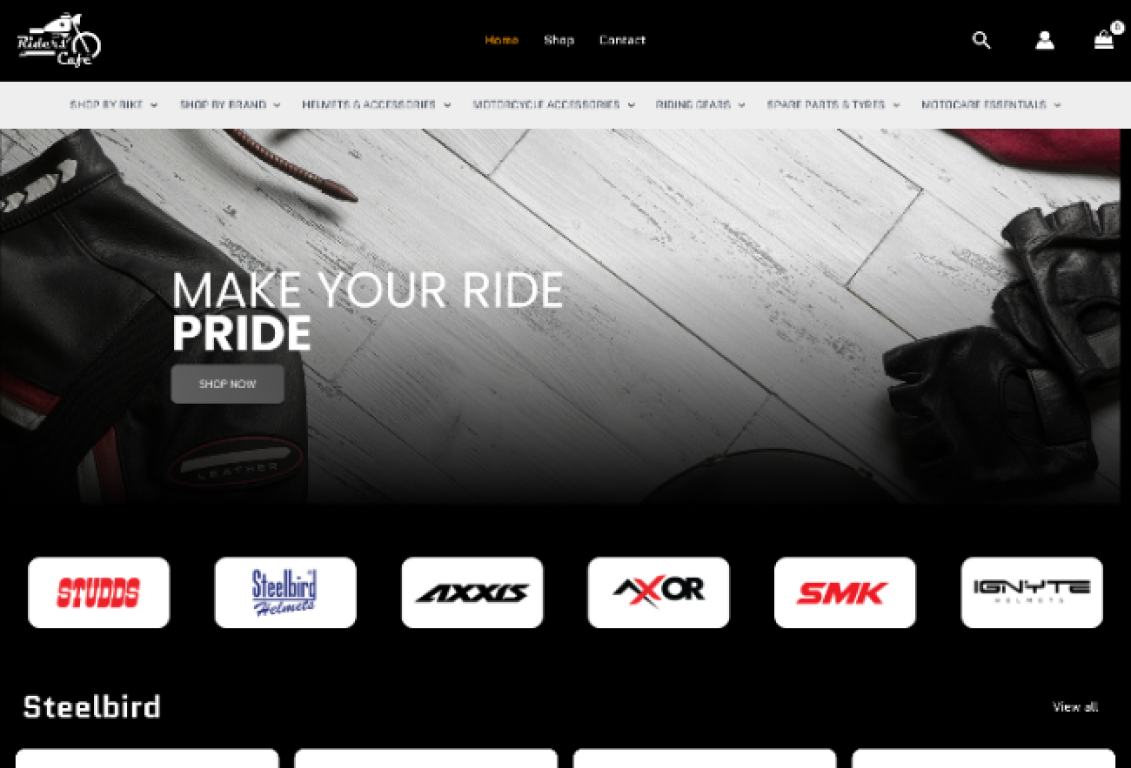 Riders
Cafe
Home Shop Contact
0
SHOP BY BIKE SHOP BY BRAND HELMETS & ACCESSORIES MOTORCYCLE ACCESSORIES RIDING GEARS SPARE PARTS & TYRES MOTOCARE ESSENTIALS
MAKE YOUR RIDE
PRIDE
SHOP NOW
LEATHER
STUDDS
Steelbird
Helmets
AXXIS
AXOR
SMK
IGNYTE
HELMETS
Steelbird
View all